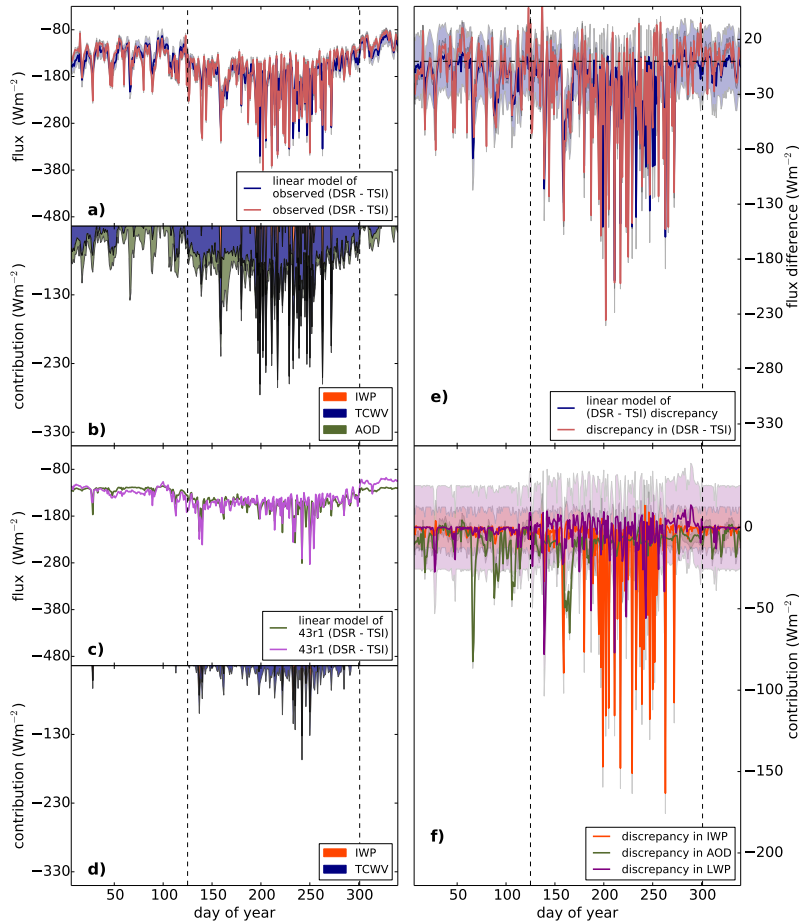 −80
−180
−280
−380
−480
flux (Wm−2)
linear model of
observed (DSR - TSI)
observed (DSR - TSI)
a)
−130
−230
−330
contribution (Wm−2)
IWP
TCWV
AOD
b)
−80
−180
−280
−380
−480
flux (Wm−2)
linear model of
43r1 (DSR - TSI)
43r1 (DSR - TSI)
c)
−130
−230
−330
contribution (Wm−2)
IWP
TCWV
d)
50 100 150 200 250 300
day of year
20
−30
−80
−130
−180
−230
−280
−330
flux difference (Wm−2)
e)
linear model of
(DSR - TSI) discrepancy
discrepancy in (DSR - TSI)
0
−50
−100
−150
−200
contribution (Wm−2)
f)
discrepancy in IWP
discrepancy in AOD
discrepancy in LWP
50 100 150 200 250 300
day of year